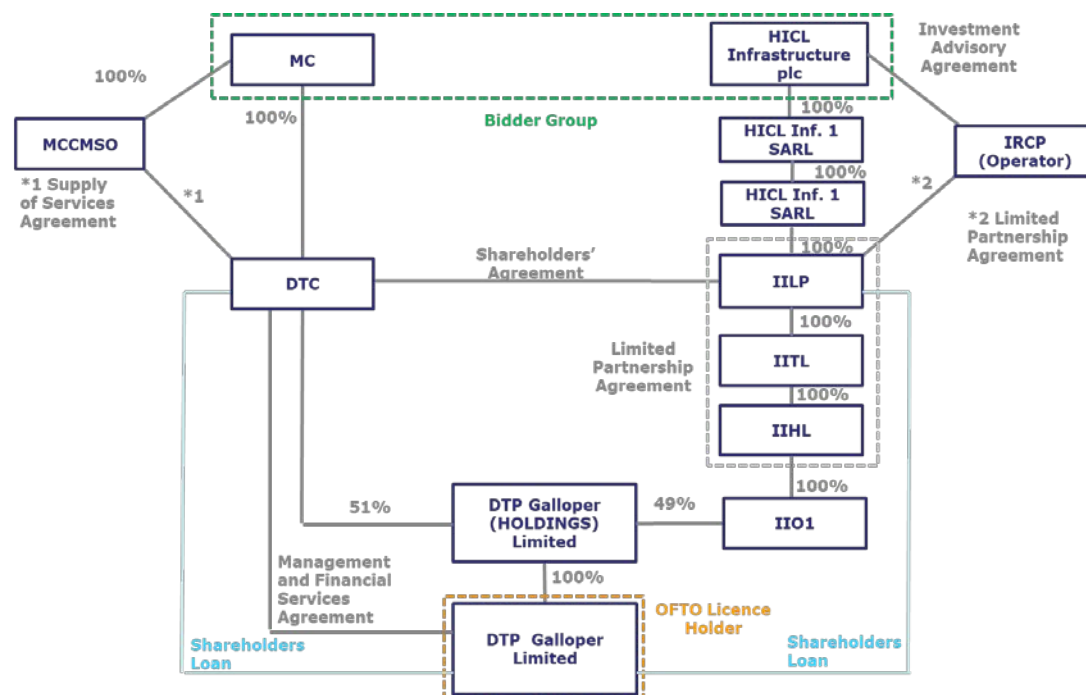 MC
HICL
Infrastructure
plc
Investment
Advisory
Agreement
100%
100%
100%
Bidder Group
MCCMSO
HICL Inf. 1
SARL
IRCP
(Operator)
*1 Supply
of Services
Agreement
*1
100%
*2
HICL Inf. 1
SARL
*2 Limited
Partnership
Agreement
100%
Shareholders'
Agreement
DTC
IILP
100%
Limited
Partnership
Agreement
IITL
100%
IIHL
100%
51%
DTP Galloper
(HOLDINGS)
Limited
49%
IIO1
Management
and Financial
Services
Agreement
100%
OFTO Licence
Holder
DTP Galloper
Limited
Shareholders
Loan
Shareholders
Loan